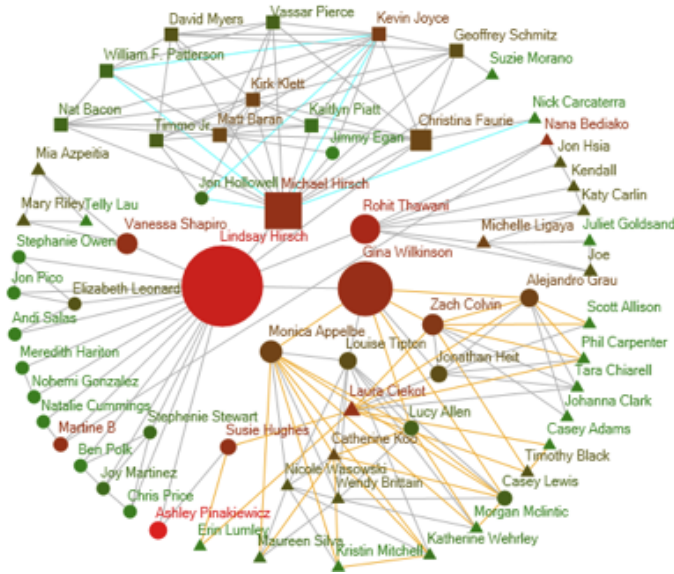 David Myers
Vassar Pierce
Kevin Joyce
Geoffrey Schmitz
William F. Patterson
Suzie Morano
Kirk Klett
Nat Bacon
Timmo Jr.
Matt Baran
Kaitlyn Piatt
Christina Faurie
Nick Carcaterra
Jimmy Egan
Nana Bediako
Mia Azpeitia
Jon Hsia
Kendall
Jon Hollowell
Michael Hirsch
Mary Riley
Telly Lau
Katy Carlin
Vanessa Shapiro
Rohit Thawani
Michelle Ligaya
Juliet Goldsand
Stephanie Owen
Lindsay Hirsch
Gina Wilkinson
Joe
Jon Pico
Elizabeth Leonard
Alejandro Grau
Zach Colvin
Scott Allison
Andi Salas
Monica Appelbe
Louise Tipton
Jonathan Heit
Phil Carpenter
Meredith Hariton
Tara Chiarell
Nohemi Gonzalez
Laura Ciekot
Johanna Clark
Natalie Cummings
Stephenie Stewart
Lucy Allen
Martine B
Susie Hughes
Casey Adams
Catherine Koo
Ben Polk
Timothy Black
Nicole Wasowski
Joy Martinez
Wendy Brittain
Casey Lewis
Chris Price
Ashley Pinakiewicz
Morgan Mclintic
Erin Lumley
Maureen Silva
Kristin Mitchell
Katherine Wehrley